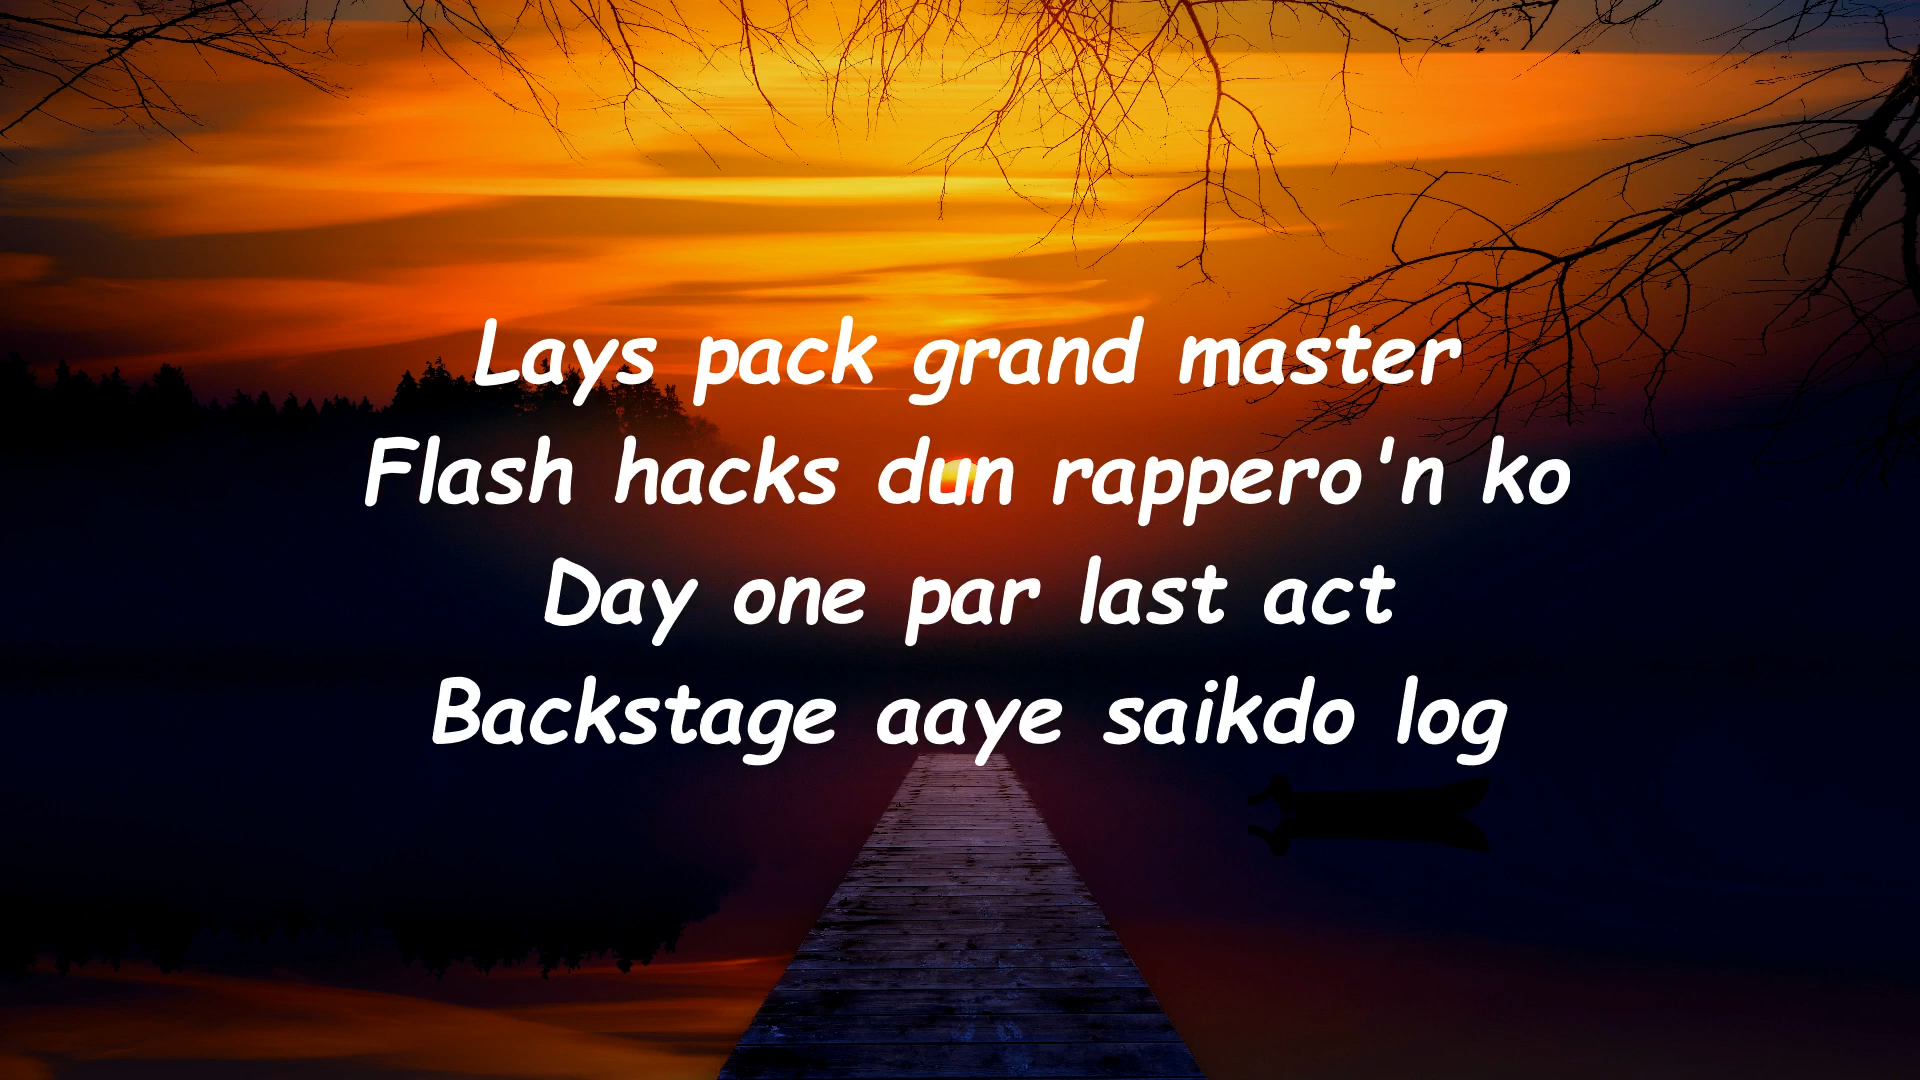 Lays pack grand master
Flash hacks dun rappero'n ko
Day one par last act
Backstage aaye saikdo log